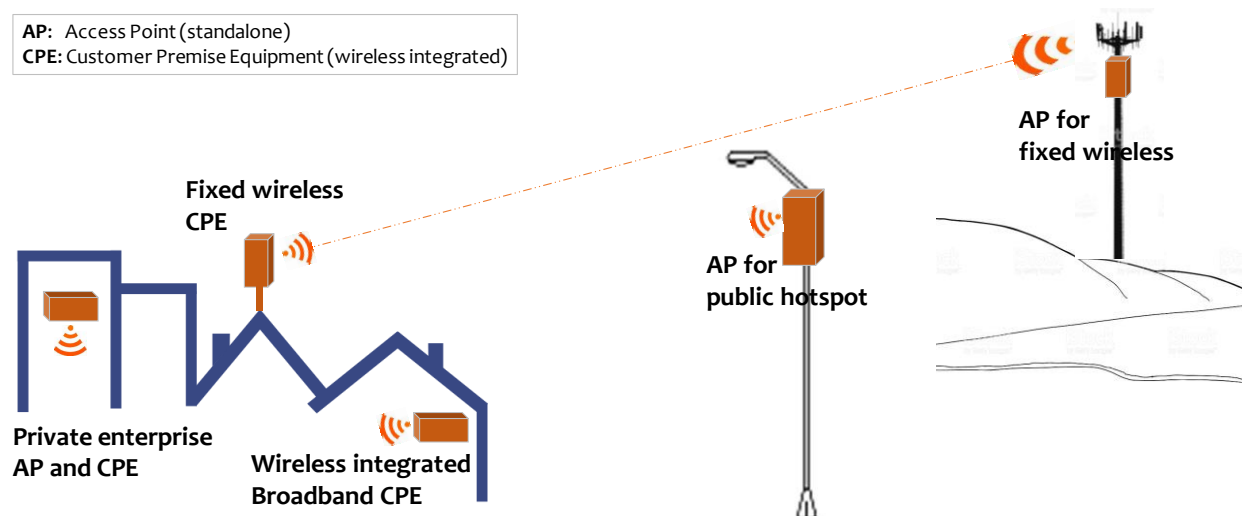 AP: Access Point (standalone)
CPE: Customer Premise Equipment (wireless integrated)
AP for
fixed wireless
Fixed wireless
CPE
AP for
public hotspot
Private enterprise
AP and CPE
Wireless integrated
Broadband CPE